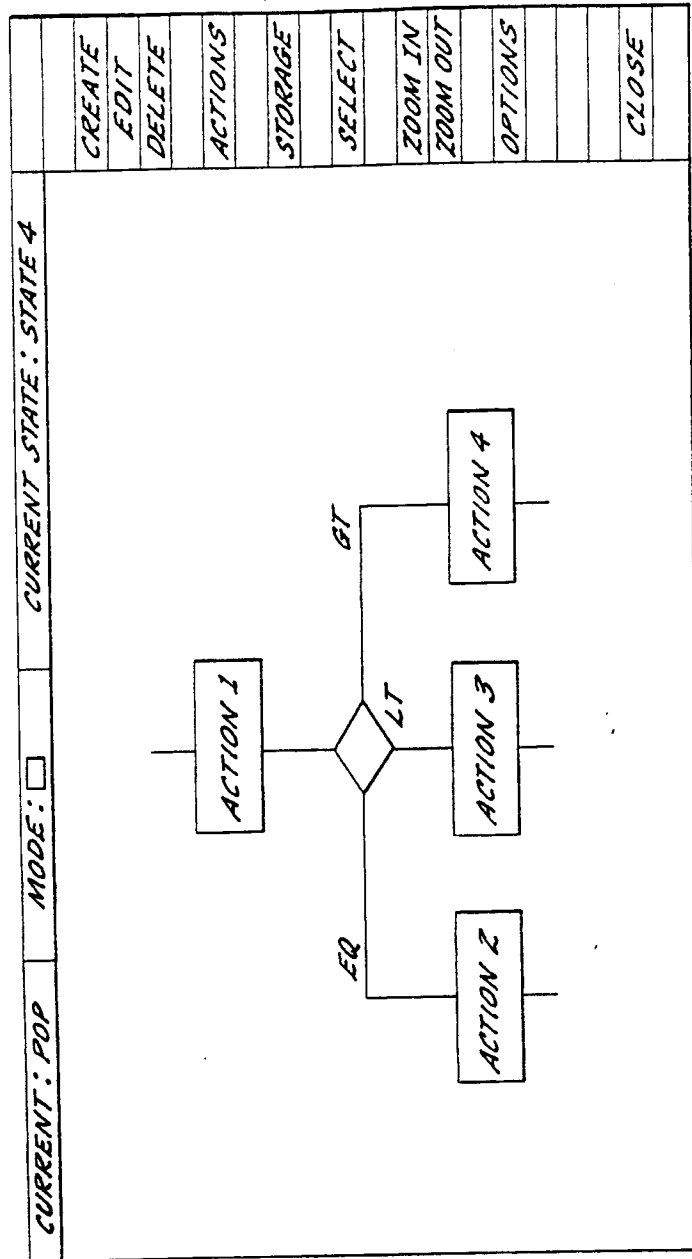 CURRENT: POP
MODE:
CURRENT STATE: STATE 4
CREATE
EDIT
DELETE
ACTIONS
STORAGE
SELECT
ZOOM IN
ZOOM OUT
OPTIONS
CLOSE
ACTION 1
EQ
LT
GT
ACTION 2
ACTION 3
ACTION 4